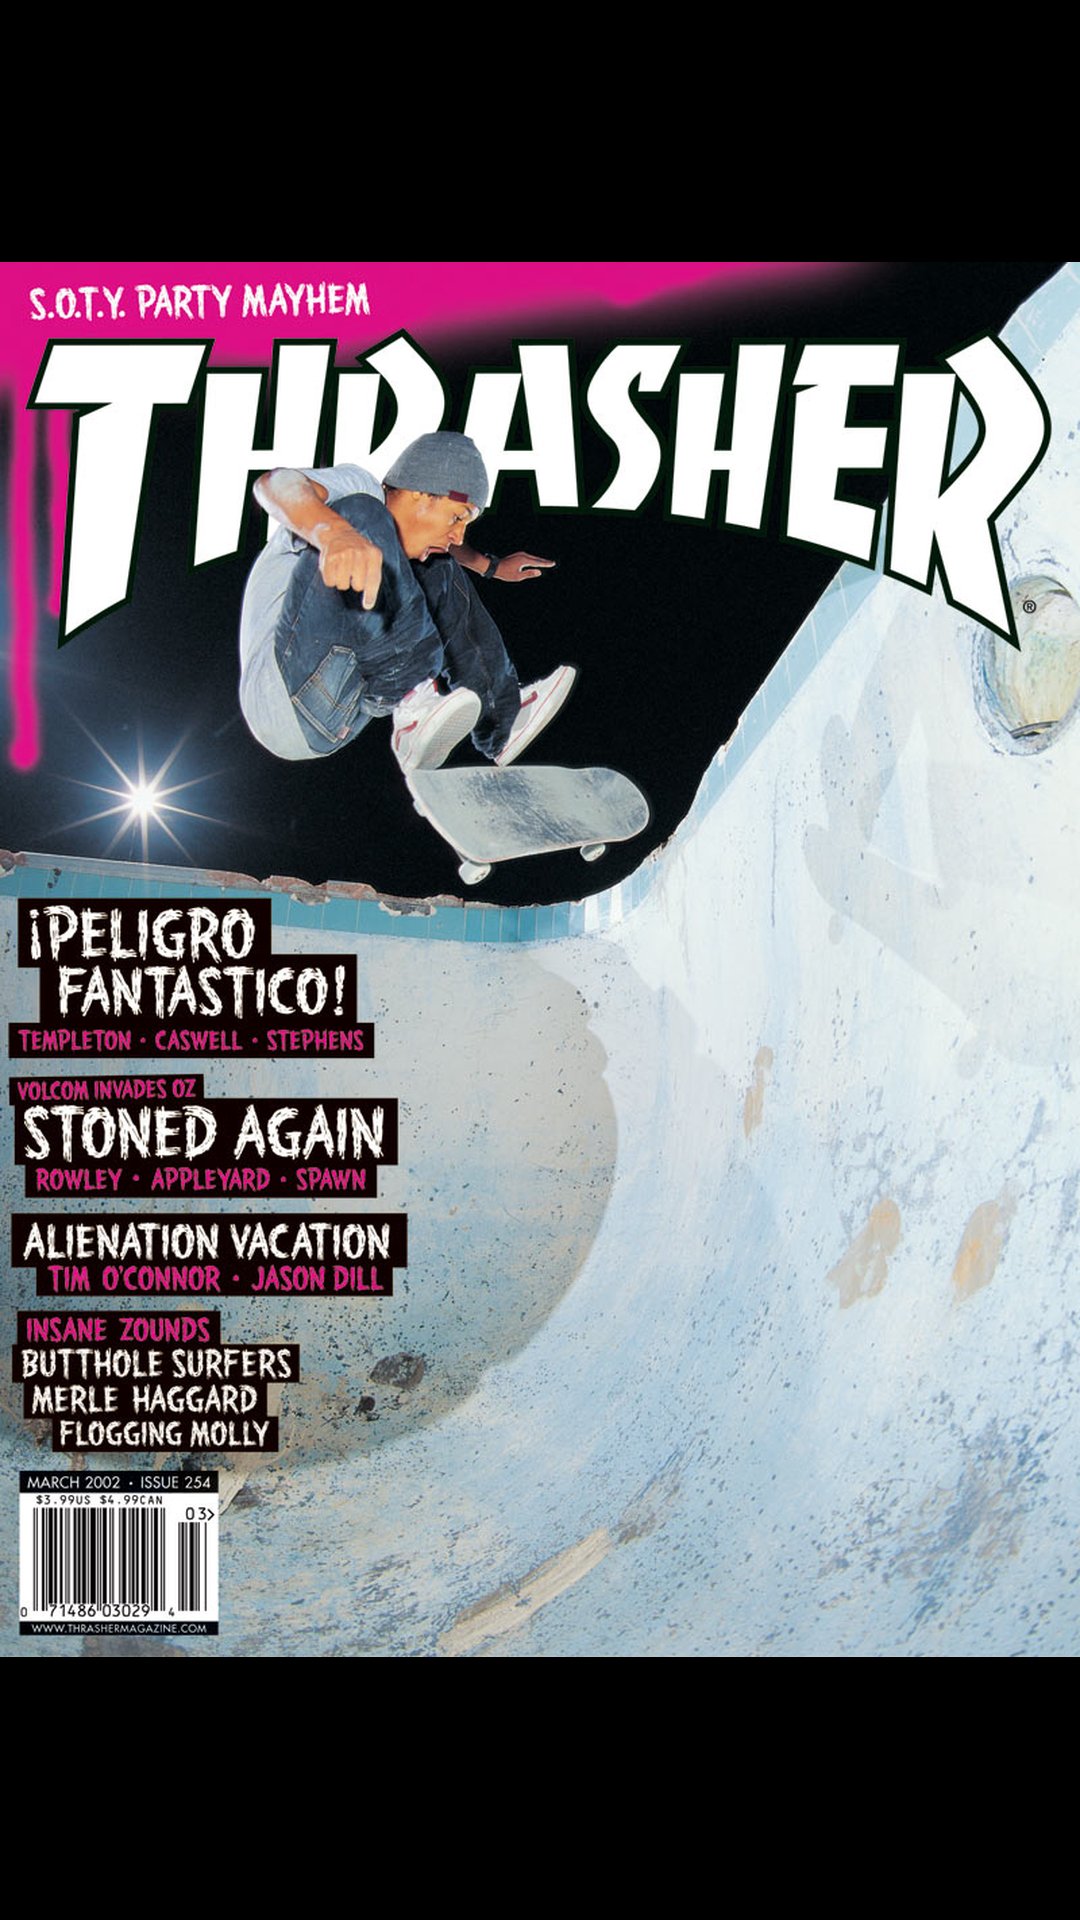 S.O.T.Y. PARTY MAYHEM
THRASHER
®
¡PELIGRO
FANTASTICO!
TEMPLETON · CASWELL · STEPHENS
VOLCOM INVADES OZ
STONED AGAIN
ROWLEY · APPLEYARD · SPAWN
ALIENATION VACATION
TIM O'CONNOR · JASON DILL
INSANE ZOUNDS
BUTTHOLE SURFERS
MERLE HAGGARD
FLOGGING MOLLY
MARCH 2002 · ISSUE 254
$3.99US $4.99CAN
03>
0 71486 03029 4
WWW.THRASHERMAGAZINE.COM